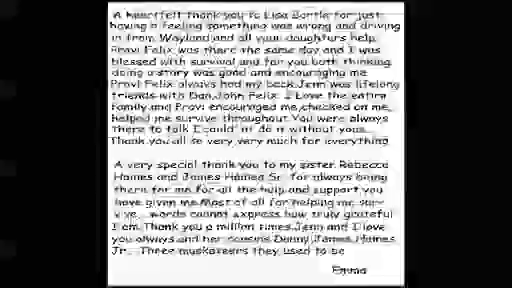 A heartfelt thank you to Lisa Bartle for just
having a feeling something was wrong and driving
in from Wayland and all your daughters help
Provi Felix was there the same day and I was
blessed with survival and for you both thinking
doing a story was good and encouraging me
Provi Felix always had my back Jenn was lifelong
friends with Dan John Felix I Love the entire
family and Provi encouraged me, checked on me,
helped me survive throughout You were always
there to talk I could' nt do it without you.
Thank you all so very very much for everything
A very special thank you to my sister Rebecca
Haines and James Haines Sr. for always being
there for me for all the help and support you
have given me Most of all for helping me sur-
vive words cannot express how truly grateful
I am Thank you a million times Jenn and I love
you always and her cousins Danny James Haines
Jr. Three muskateers they used to be